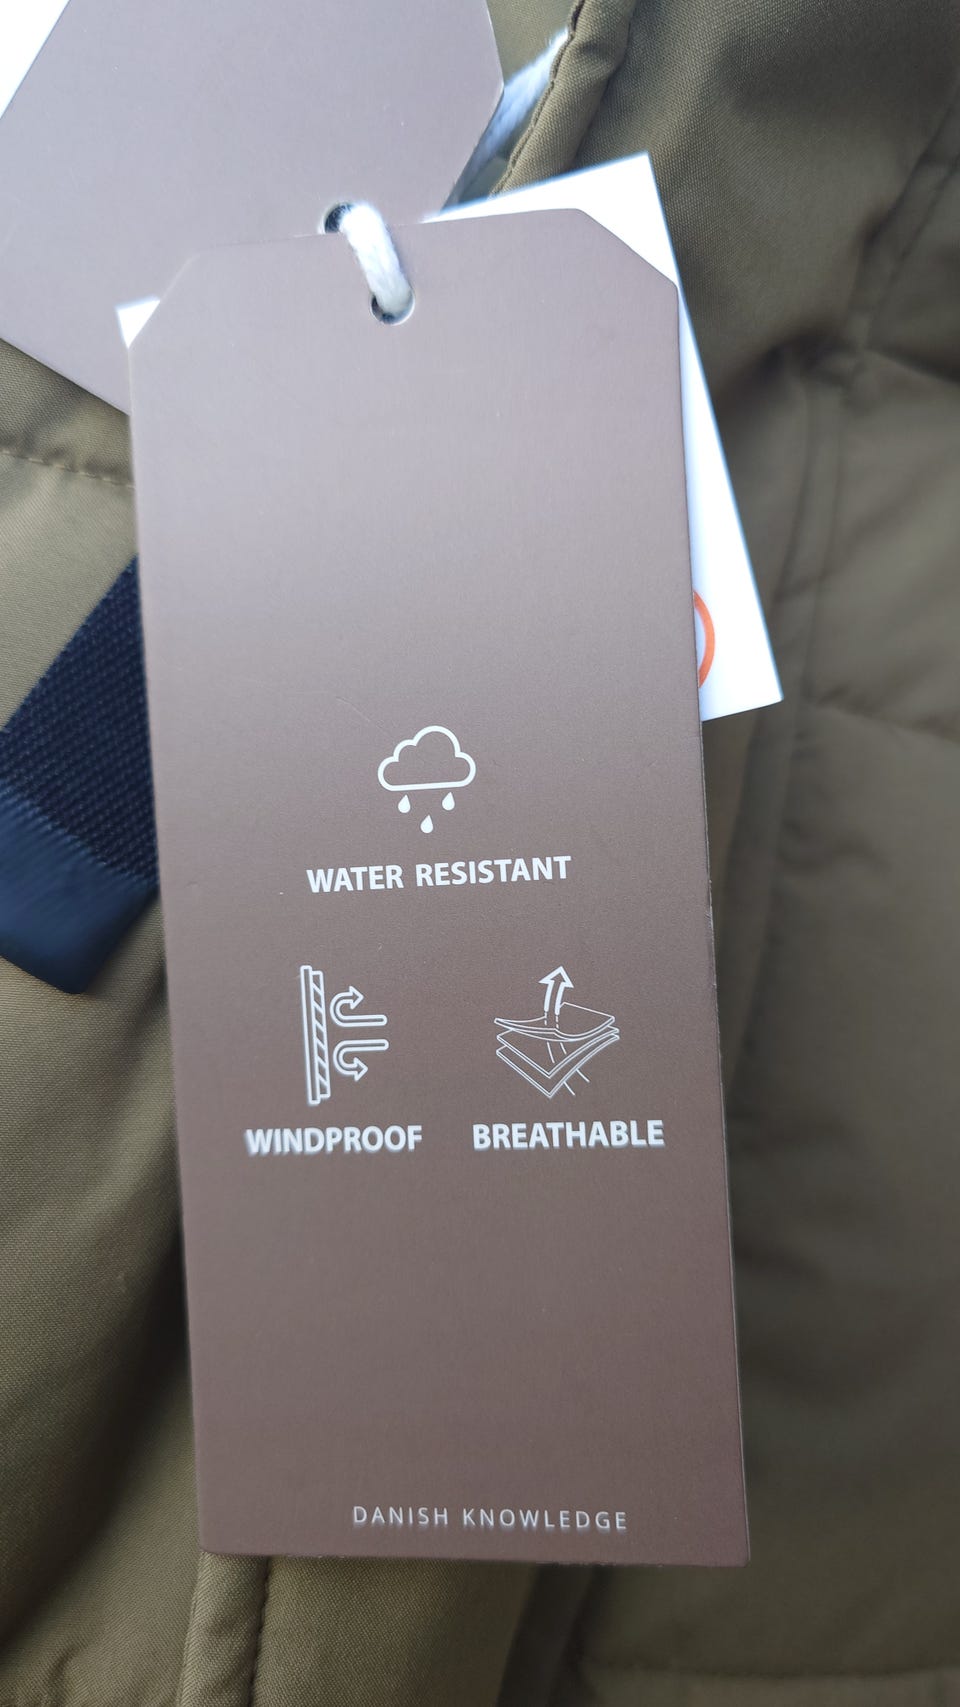 WATER RESISTANT
WINDPROOF BREATHABLE
DANISH KNOWLEDGE